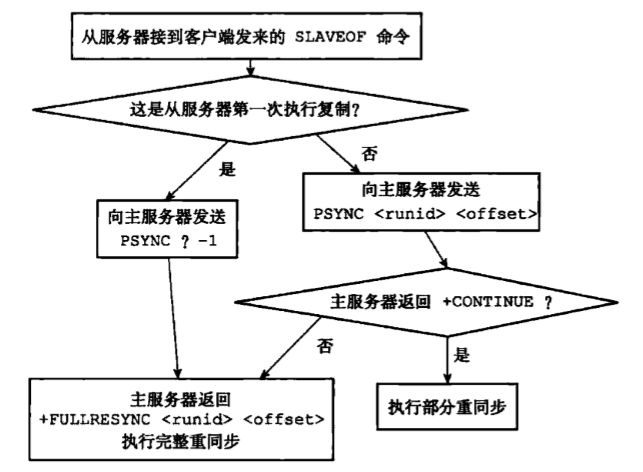 从服务器接到客户端发来的 SLAVEOF 命令
这是从服务器第一次执行复制?
是
否
向主服务器发送
PSYNC ? -1
向主服务器发送
PSYNC <runid> <offset>
主服务器返回 +CONTINUE ?
否
是
主服务器返回
+FULLRESYNC <runid> <offset>
执行完整重同步
执行部分重同步